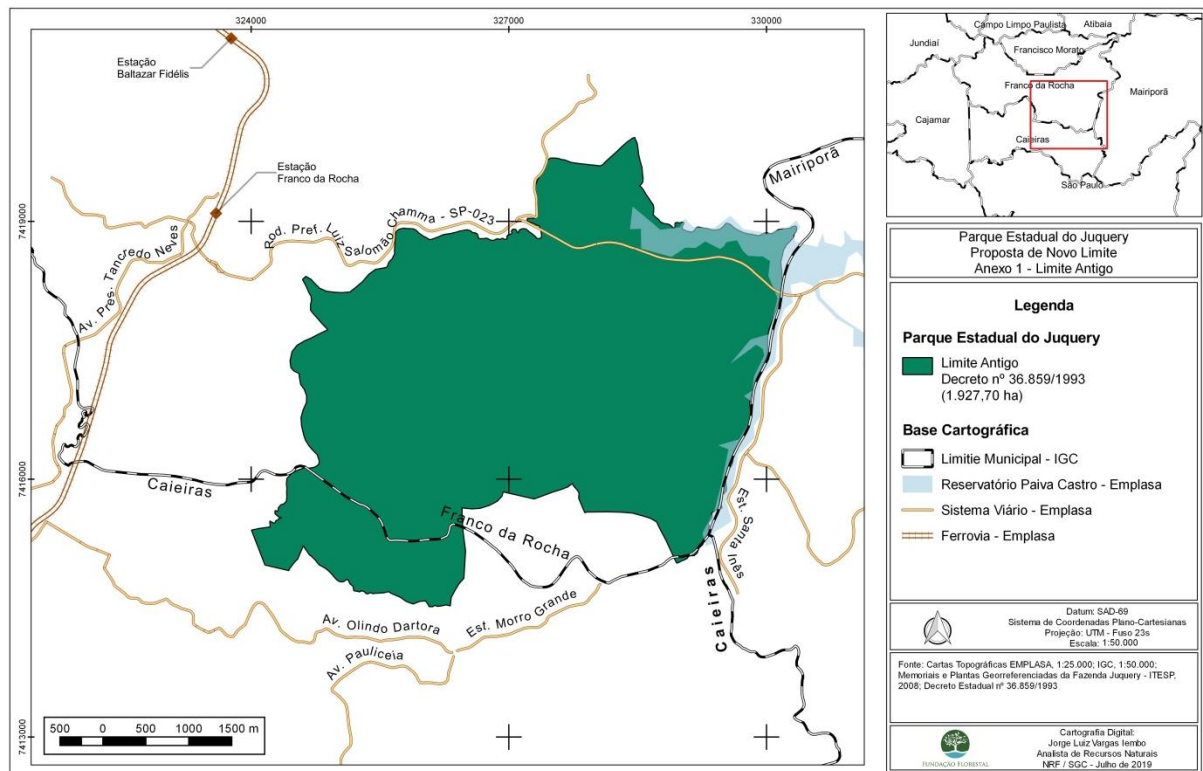 324000
327000
330000
7419000
7416000
7413000
Estação
Baltazar Fidélis
Estação
Franco da Rocha
Mairiporã
Rod. Pref. Luiz Salomão Chamma - SP-023
Av. Pres. Tancredo Neves
Caieiras
Franco da Rocha
Est. Santa Inês
Caieiras
Av. Olindo Dartora
Est. Morro Grande
Av. Pauliceia
500 0 500 1000 1500 m
Campo Limpo Paulista
Atibaia
Jundiaí
Francisco Morato
Franco da Rocha
Mairiporã
Cajamar
Caieiras
São Paulo
Parque Estadual do Juquery
Proposta de Novo Limite
Anexo 1 - Limite Antigo
Legenda
Parque Estadual do Juquery
Limite Antigo
Decreto nº 36.859/1993
(1.927,70 ha)
Base Cartográfica
Limitie Municipal - IGC
Reservatório Paiva Castro - Emplasa
Sistema Viário - Emplasa
Ferrovia - Emplasa
Datum: SAD-69
Sistema de Coordenadas Plano-Cartesianas
Projeção: UTM - Fuso 23s
Escala: 1:50.000
Fonte: Cartas Topográficas EMPLASA, 1:25.000; IGC, 1:50.000;
Memoriais e Plantas Georreferenciadas da Fazenda Juquery - ITESP,
2008; Decreto Estadual nº 36.859/1993
FUNDAÇÃO FLORESTAL
Cartografia Digital:
Jorge Luiz Vargas Iembo
Analista de Recursos Naturais
NRF / SGC - Julho de 2019